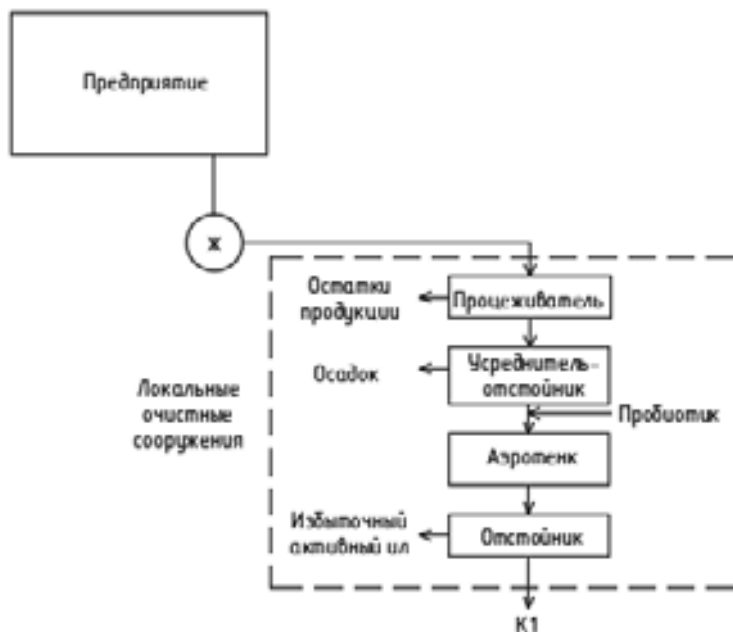 Предприятие
ж
Остатки
продукции
Процеживатель
Осадок
Усреднитель-
отстойник
Локальные
очистные
сооружения
Пробиотик
Аэротенк
Избыточный
активный ил
Отстойник
К1